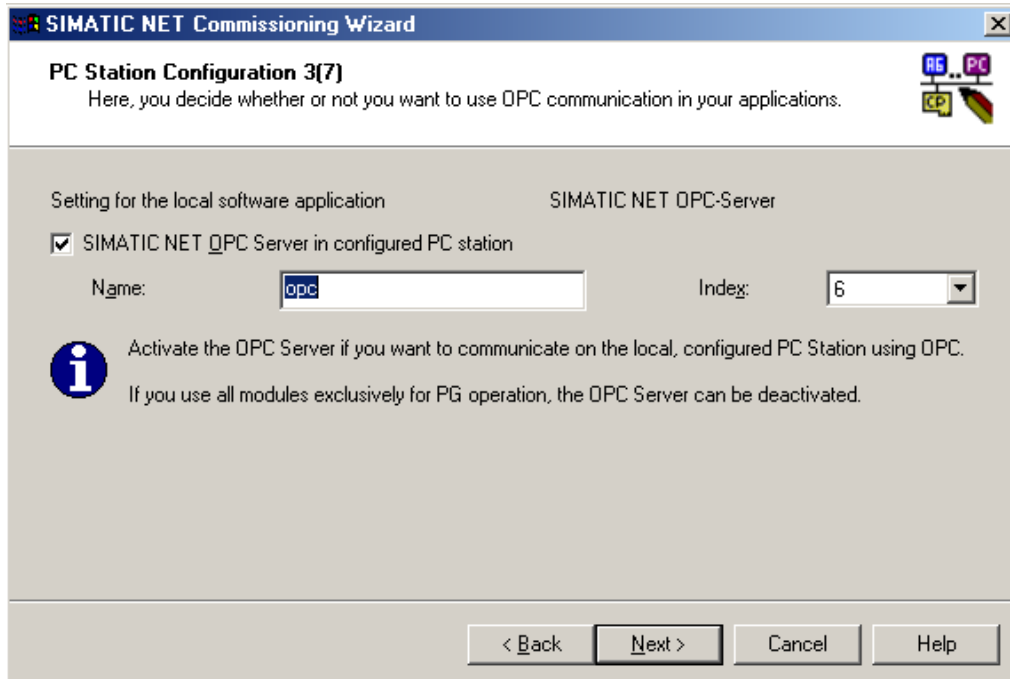 SIMATIC NET Commissioning Wizard
PC Station Configuration 3(7)
Here, you decide whether or not you want to use OPC communication in your applications.
AG PC
CP
Setting for the local software application SIMATIC NET OPC-Server
SIMATIC NET OPC Server in configured PC station
Name: opc Index: 6
Activate the OPC Server if you want to communicate on the local, configured PC Station using OPC.
If you use all modules exclusively for PG operation, the OPC Server can be deactivated.
< Back Next > Cancel Help